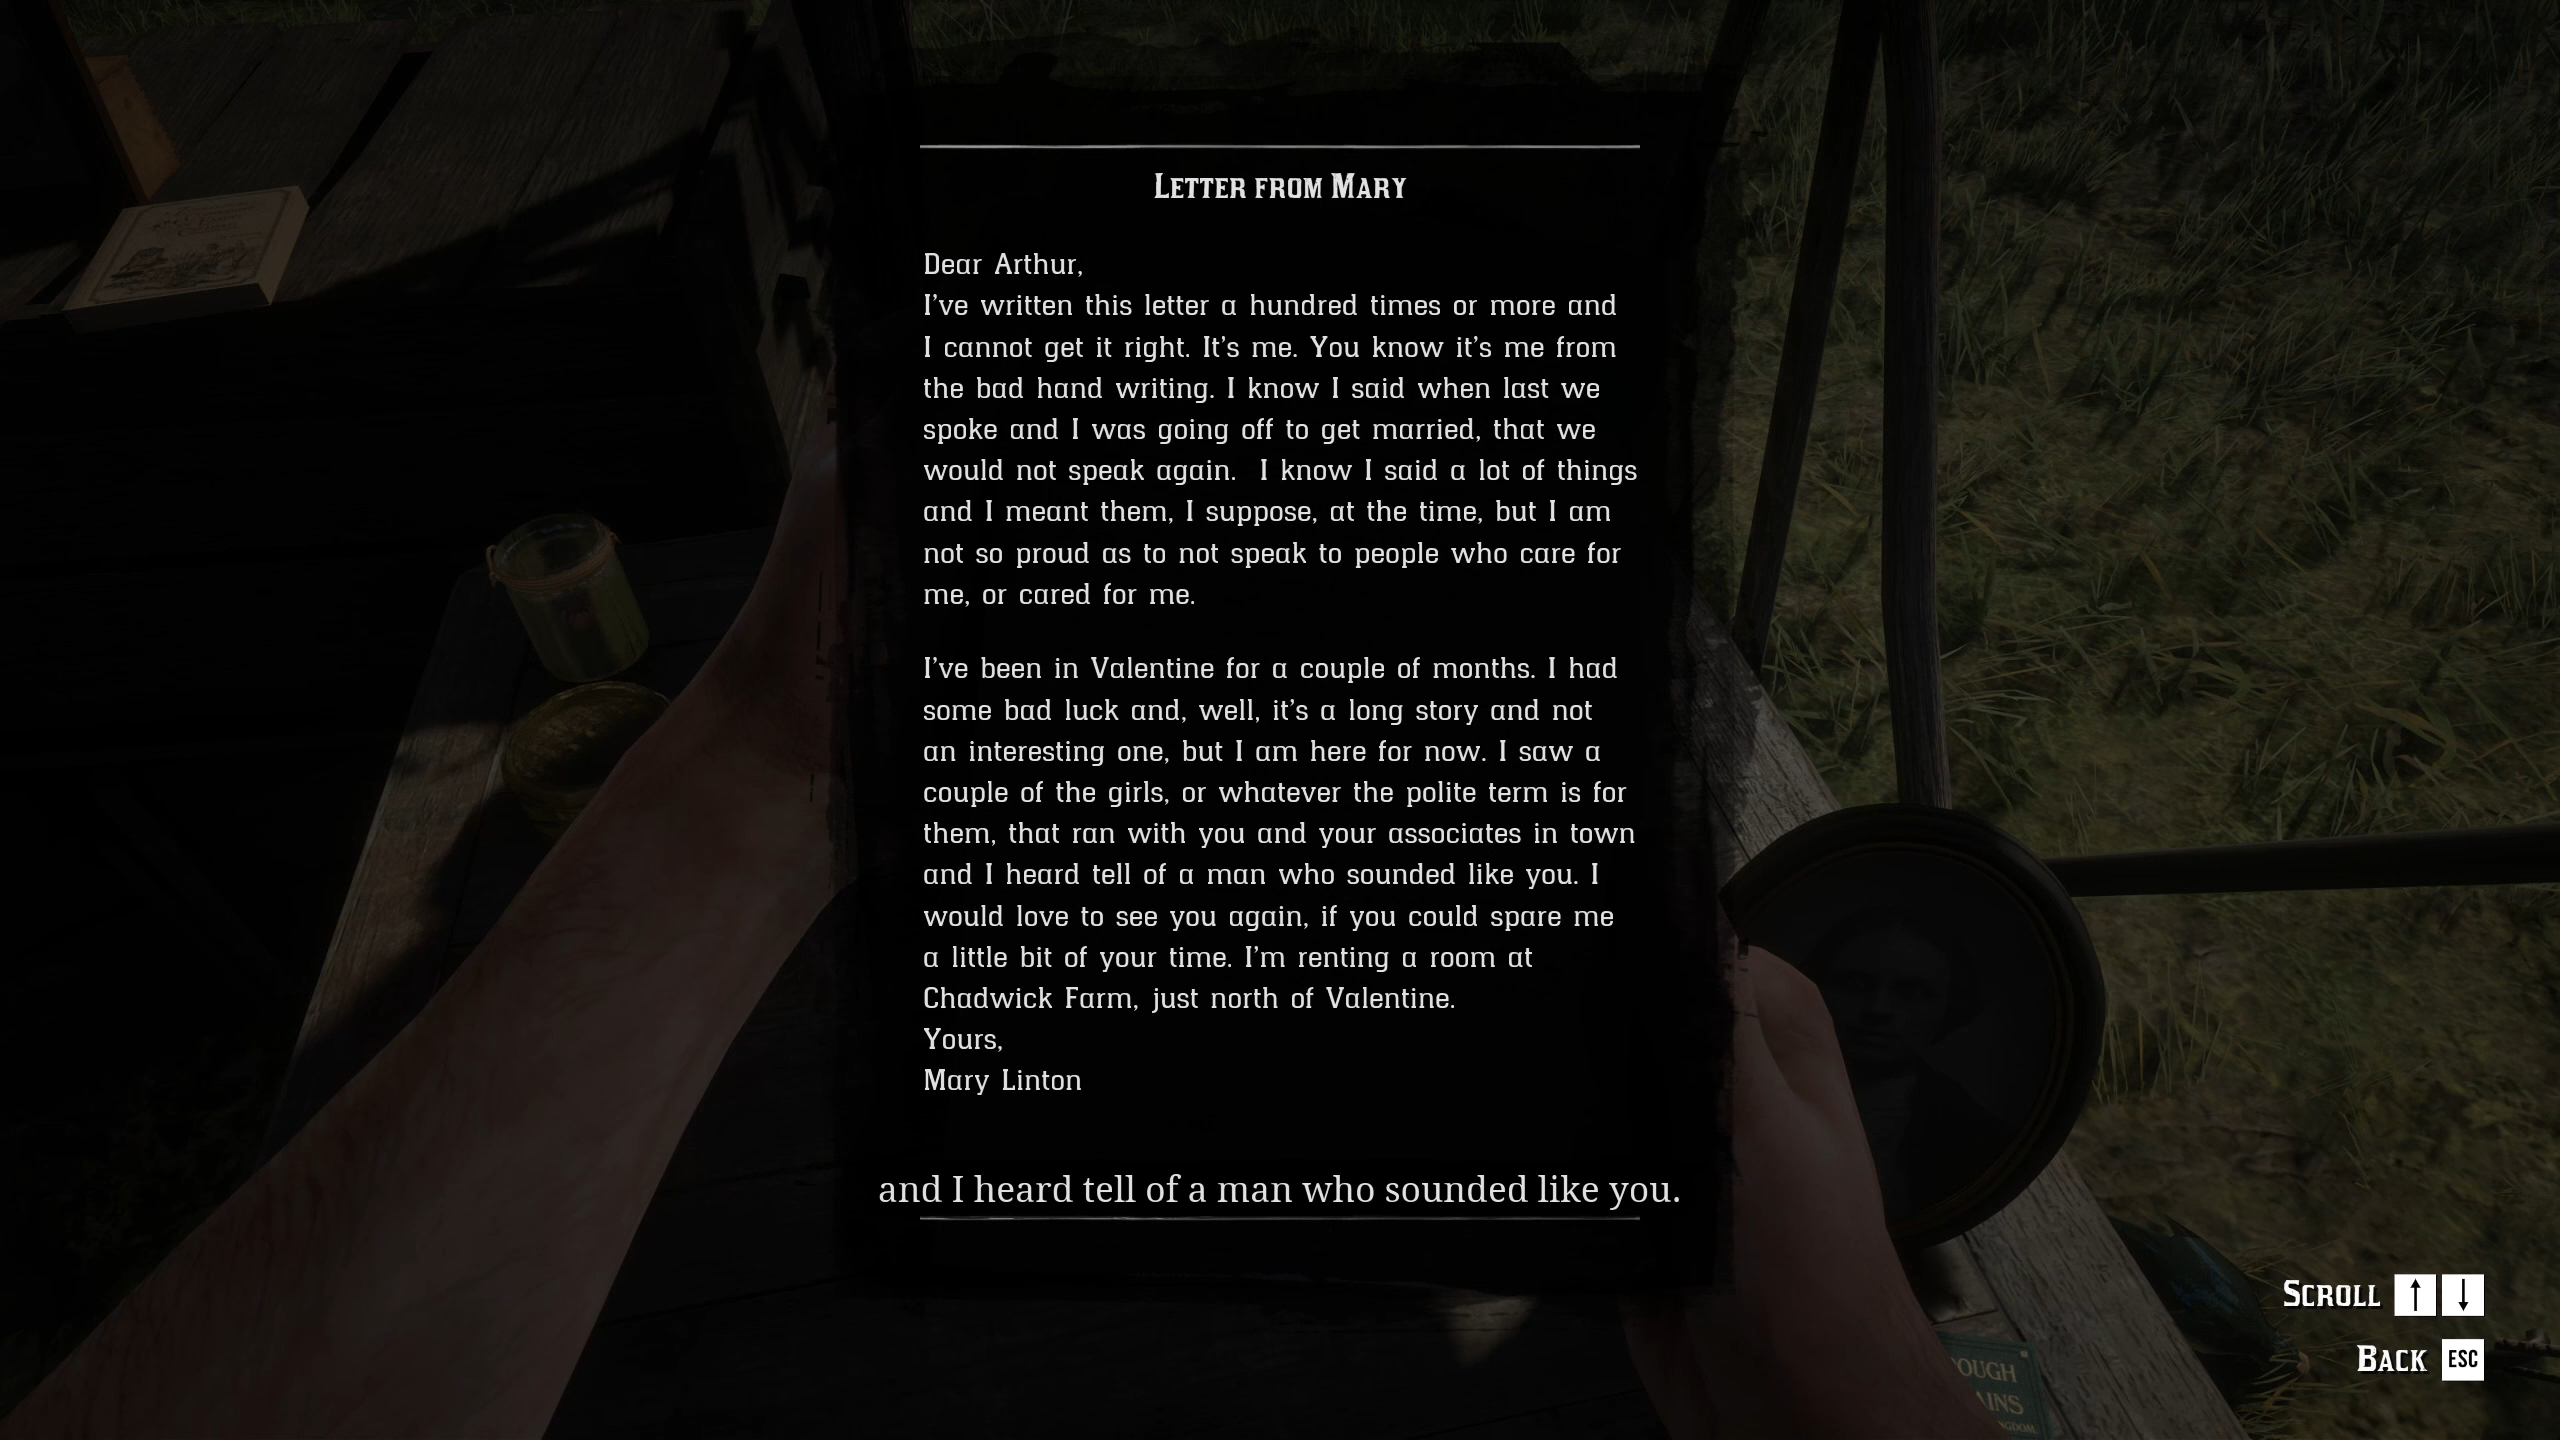 LETTER FROM MARY
Dear Arthur,
I've written this letter a hundred times or more and
I cannot get it right. It's me. You know it's me from
the bad hand writing. I know I said when last we
spoke and I was going off to get married, that we
would not speak again.  I know I said a lot of things
and I meant them, I suppose, at the time, but I am
not so proud as to not speak to people who care for
me, or cared for me.
I've been in Valentine for a couple of months. I had
some bad luck and, well, it's a long story and not
an interesting one, but I am here for now. I saw a
couple of the girls, or whatever the polite term is for
them, that ran with you and your associates in town
and I heard tell of a man who sounded like you. I
would love to see you again, if you could spare me
a little bit of your time. I'm renting a room at
Chadwick Farm, just north of Valentine.
Yours,
Mary Linton
and I heard tell of a man who sounded like you.
SCROLL ↑ ↓
BACK ESC
OUGH
AINS